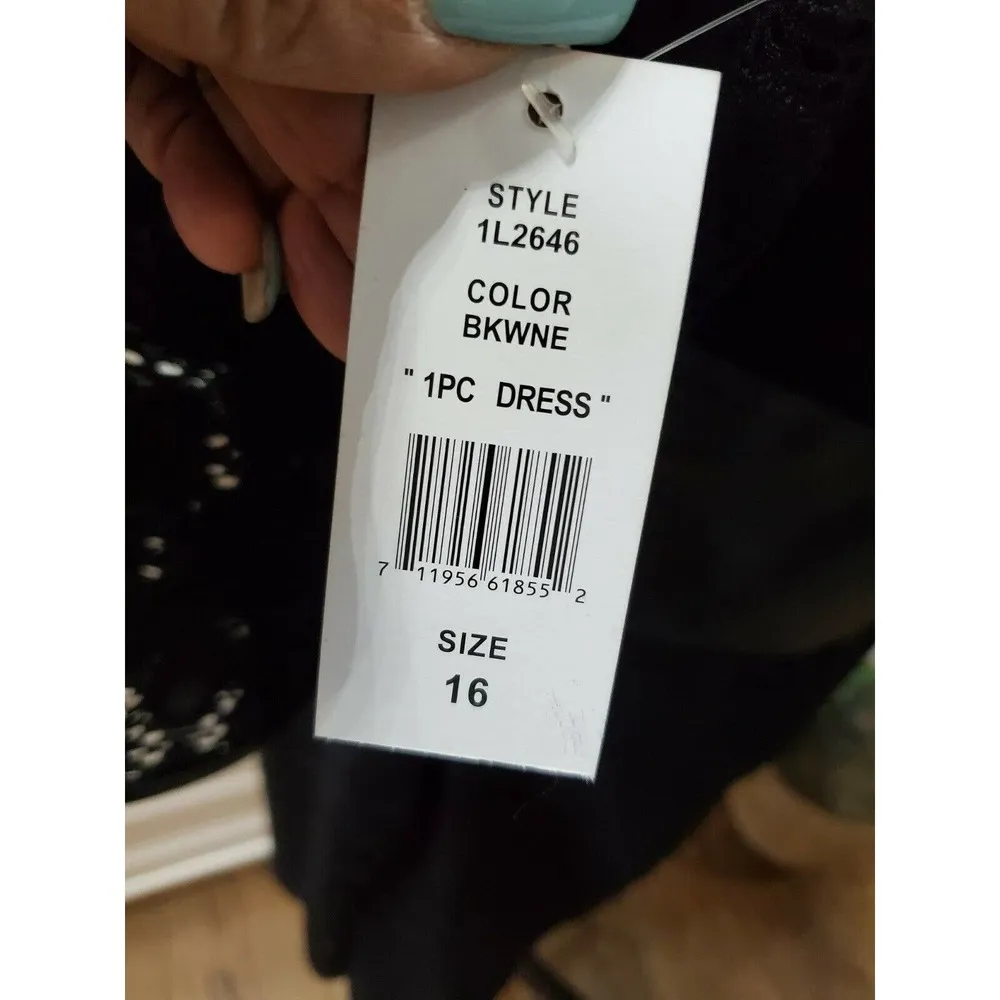 STYLE
1L2646
COLOR
BKWNE
" 1PC DRESS "
7 11956 61855 2
SIZE
16